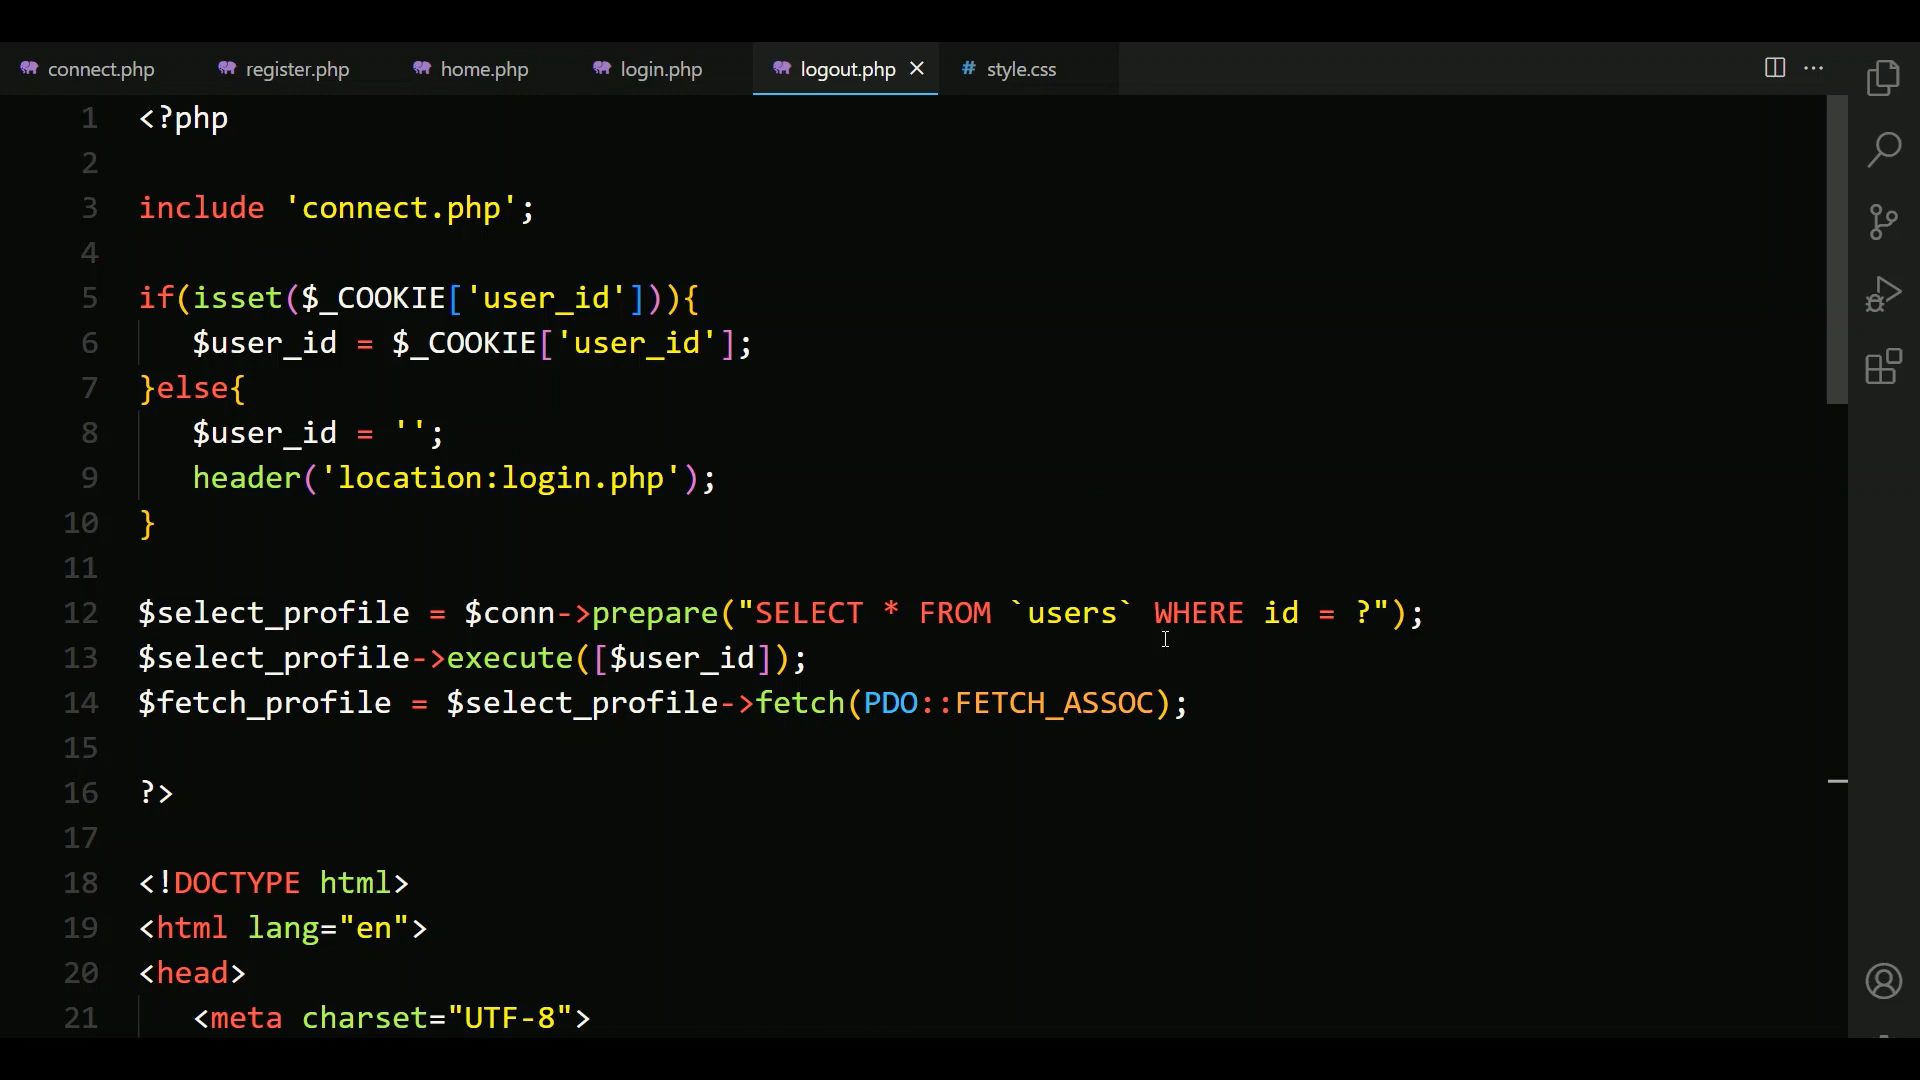 connect.php register.php home.php login.php logout.php # style.css
1 <?php
2
3 include 'connect.php';
4
5 if(isset($_COOKIE['user_id'])){
6 $user_id = $_COOKIE['user_id'];
7 }else{
8 $user_id = '';
9 header('location:login.php');
10 }
11
12 $select_profile = $conn->prepare("SELECT * FROM `users` WHERE id = ?");
13 $select_profile->execute([$user_id]);
14 $fetch_profile = $select_profile->fetch(PDO::FETCH_ASSOC);
15
16 ?>
17
18 <!DOCTYPE html>
19 <html lang="en">
20 <head>
21 <meta charset="UTF-8">